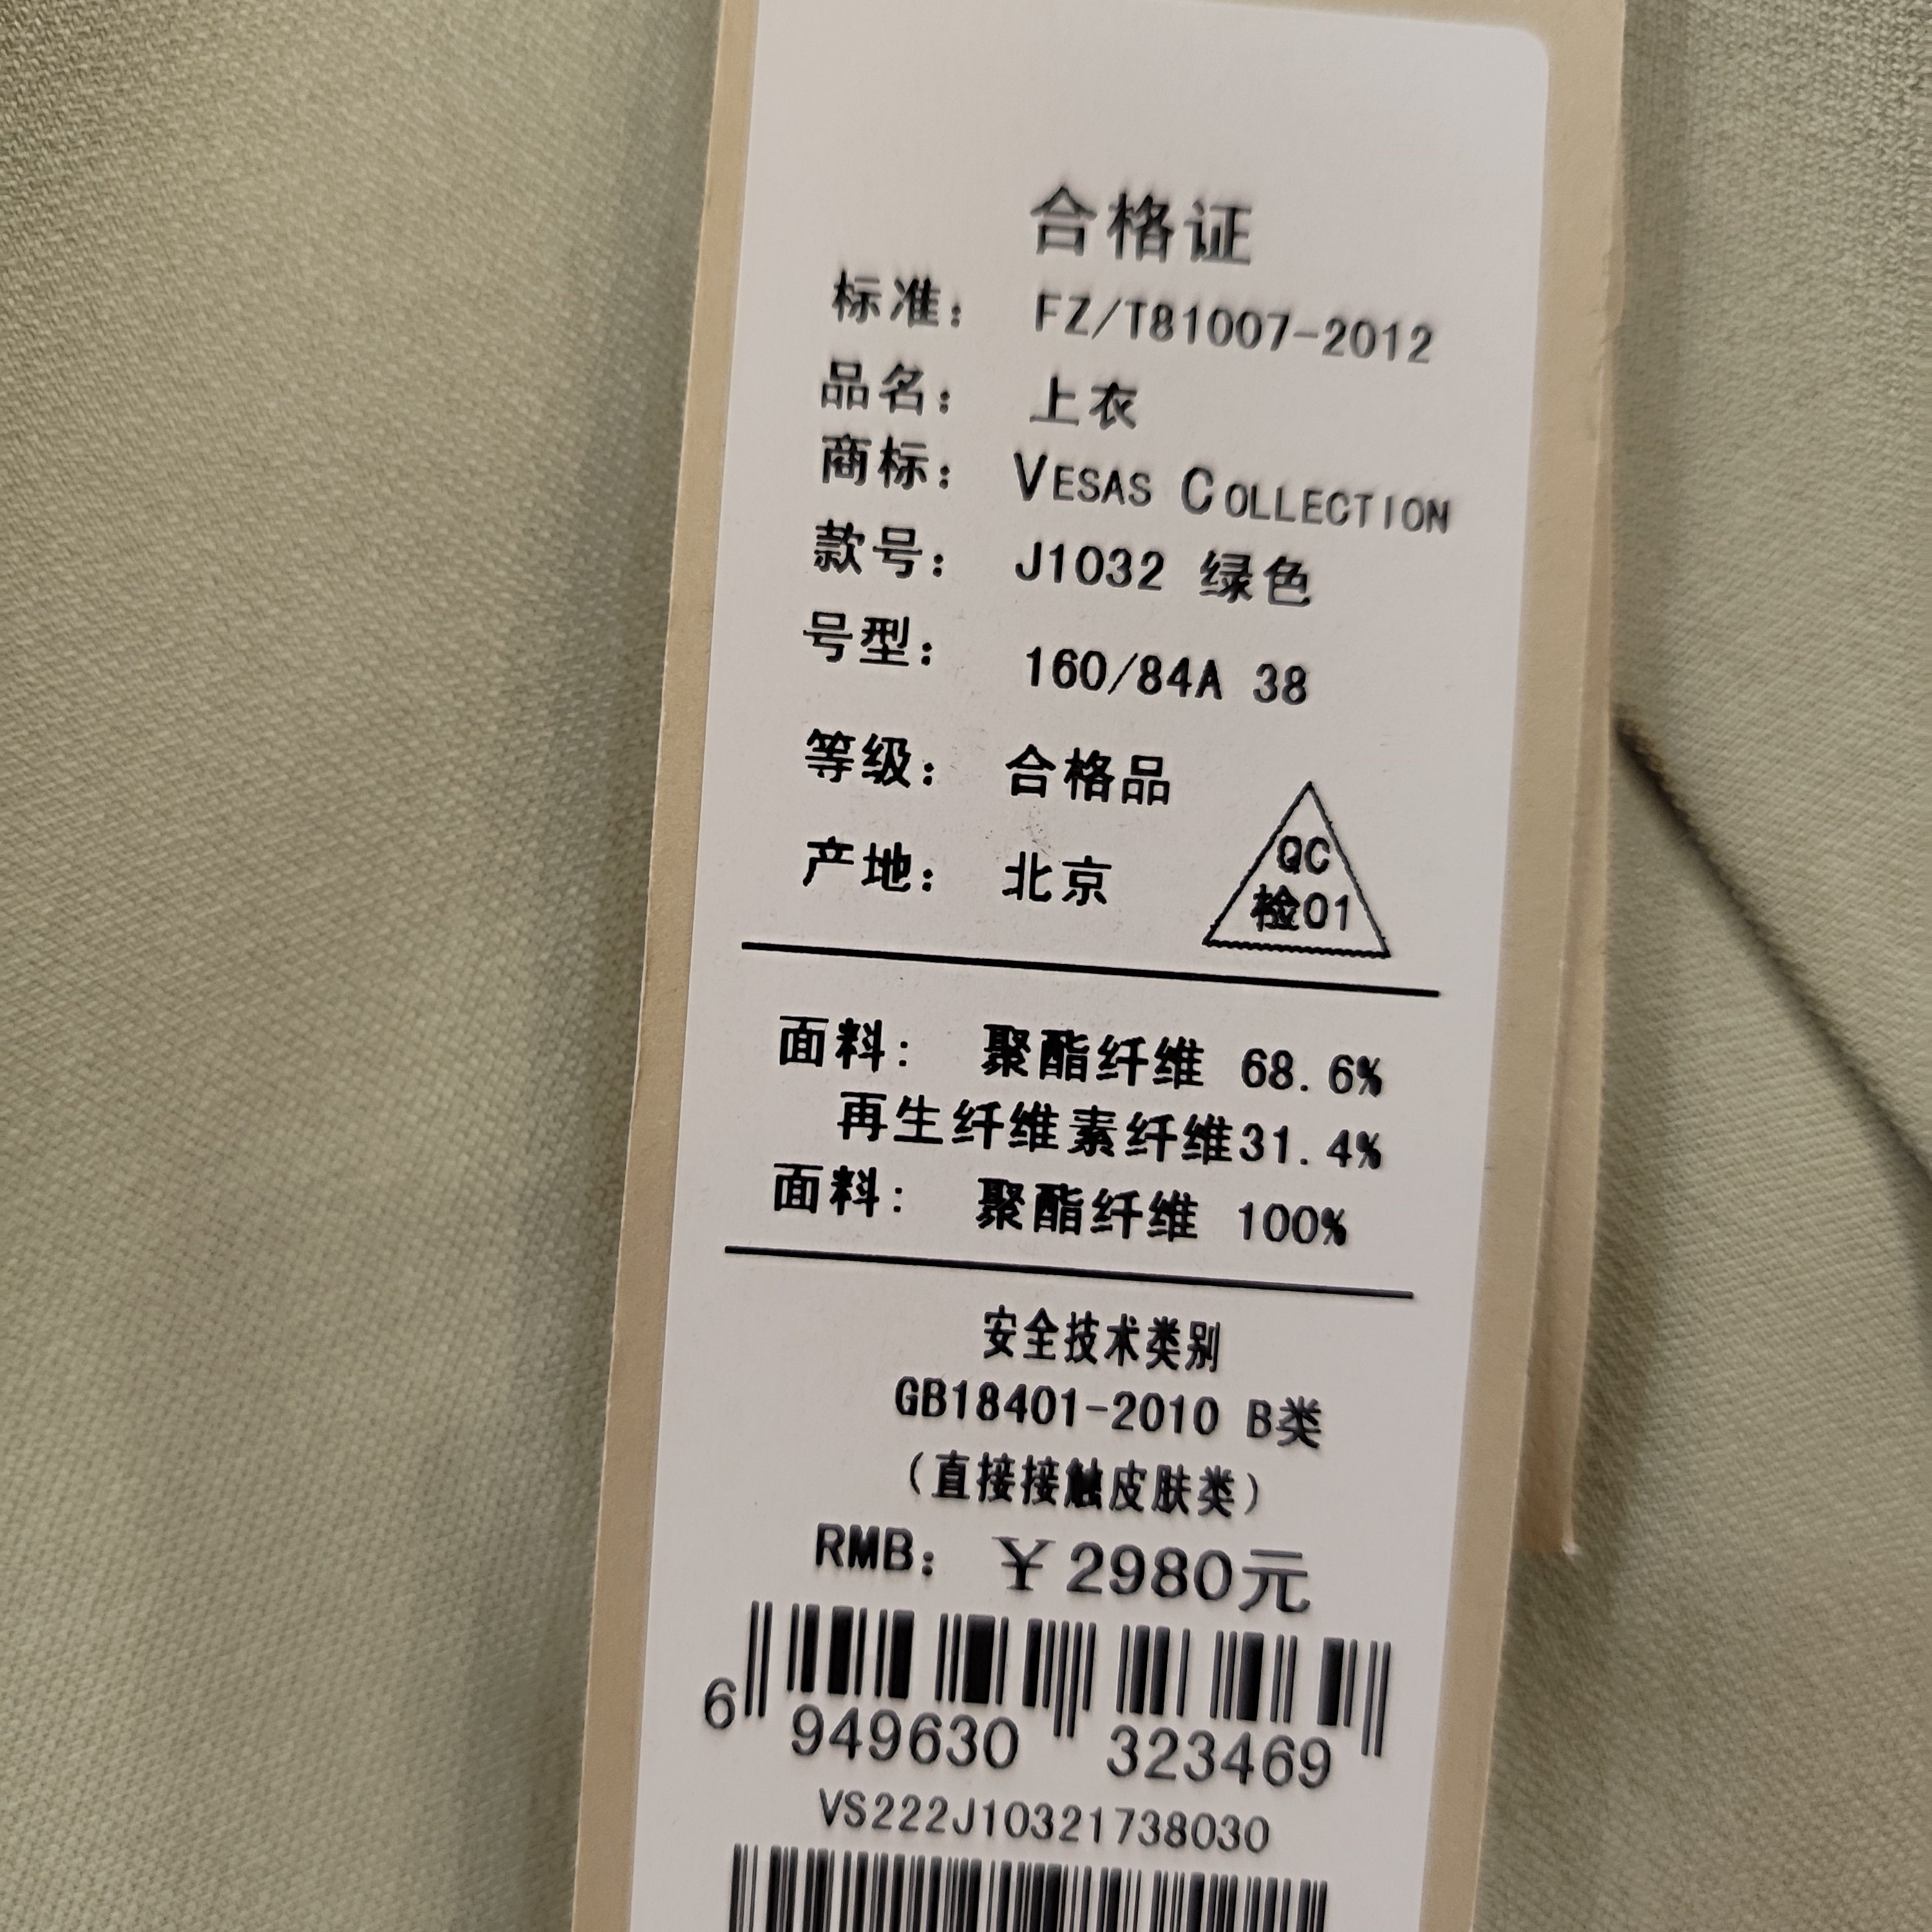 合格证
标准： FZ/T81007-2012
品名： 上衣
商标： VESAS COLLECTION
款号： J1032 绿色
号型： 160/84A 38
等级： 合格品
产地： 北京
QC
检01
面料： 聚酯纤维 68.6%
再生纤维素纤维31.4%
面料： 聚酯纤维 100%
安全技术类别
GB18401-2010 B类
（直接接触皮肤类）
RMB： ￥2980元
6 949630 323469
VS222J10321738030